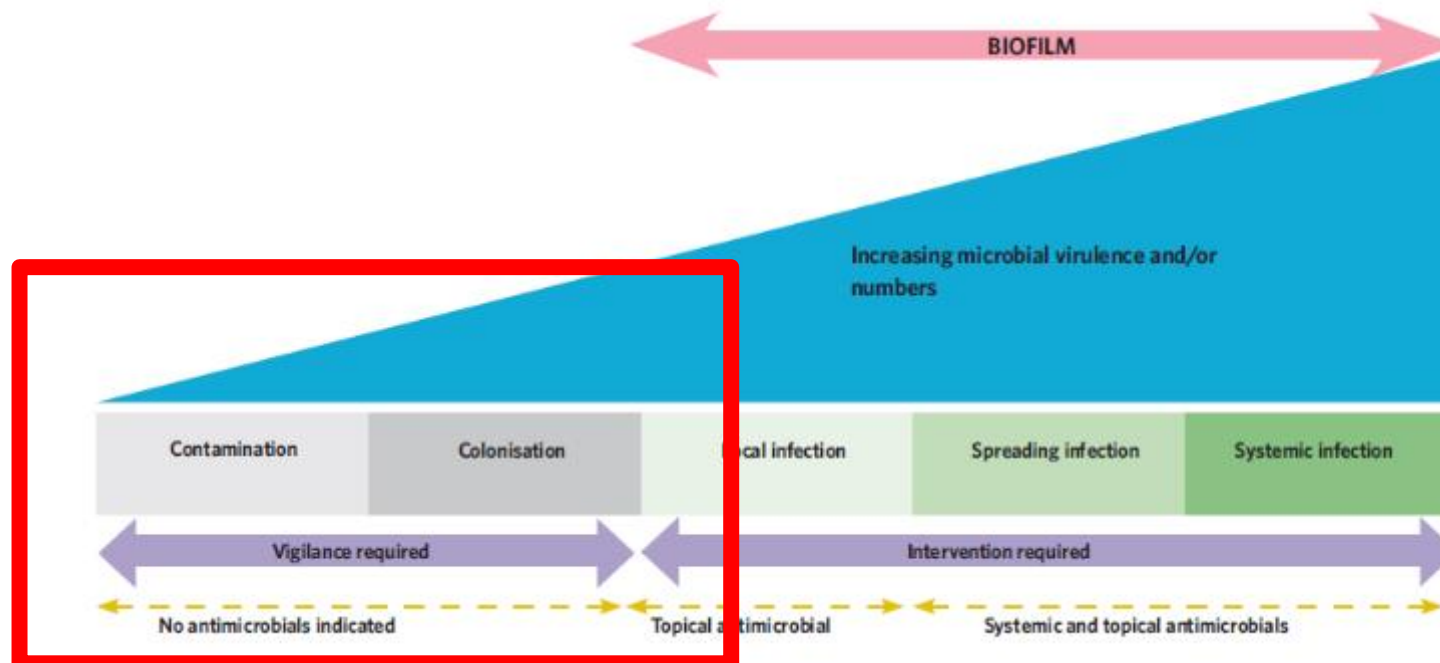 BIOFILM
Increasing microbial virulence and/or
numbers
Contamination
Colonisation
Local infection
Spreading infection
Systemic infection
Vigilance required
Intervention required
No antimicrobials indicated
Topical antimicrobial
Systemic and topical antimicrobials